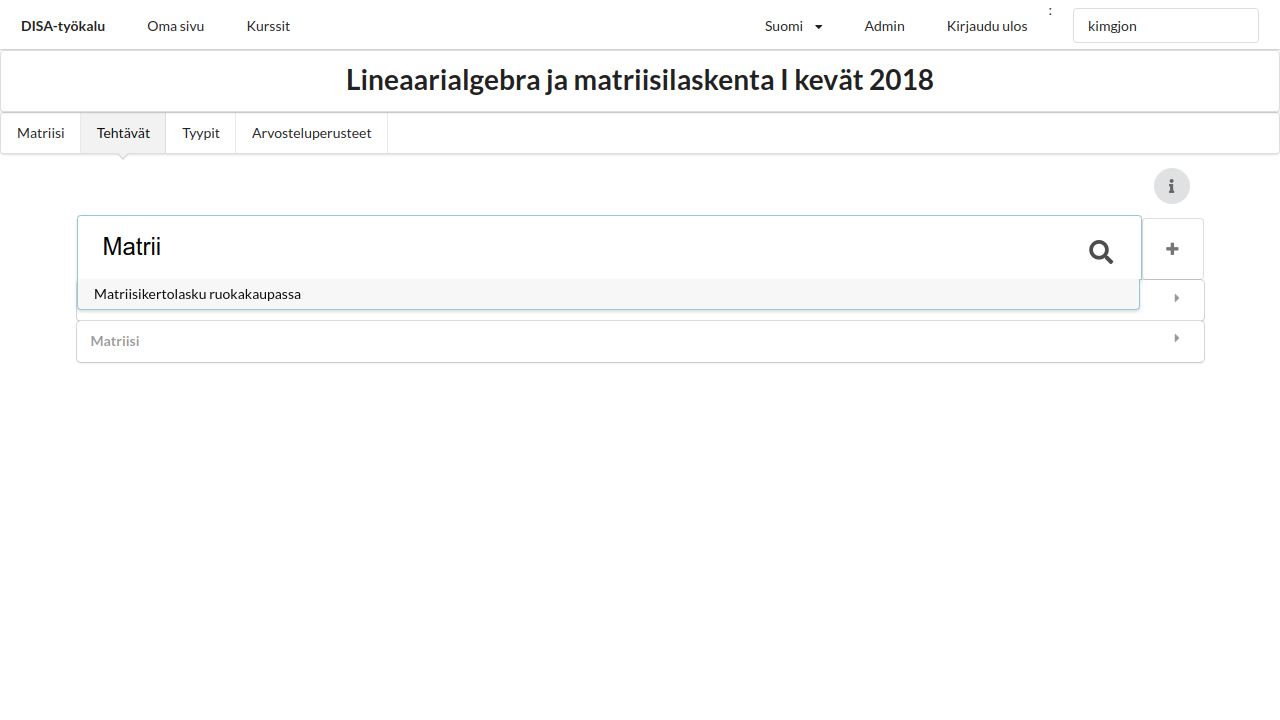 DISA-työkalu Oma sivu Kurssit Suomi Admin Kirjaudu ulos : kimgjon
Lineaarialgebra ja matriisilaskenta I kevät 2018
Matriisi Tehtävät Tyypit Arvosteluperusteet
Matrii
Matriisikertolasku ruokakaupassa
Matriisi